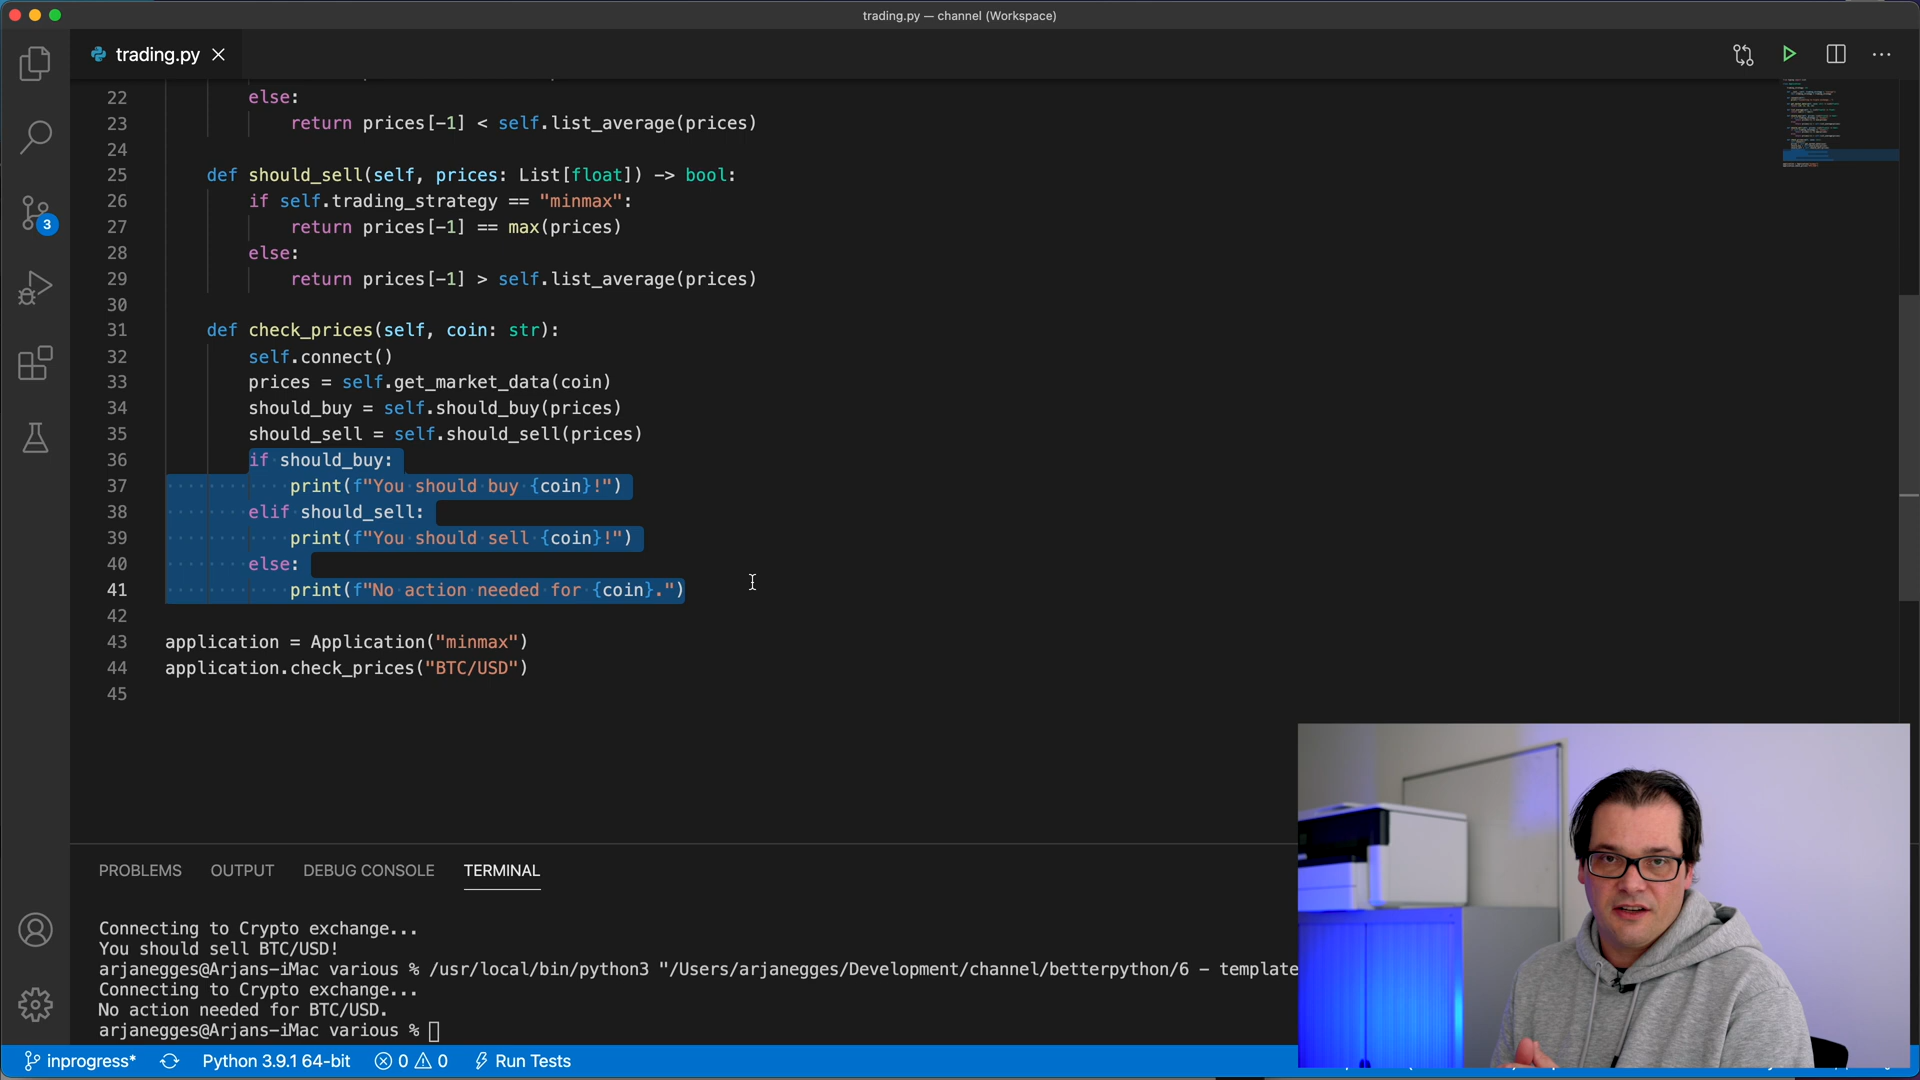 trading.py — channel (Workspace)
trading.py
22 else:
23 return prices[-1] < self.list_average(prices)
24
25 def should_sell(self, prices: List[float]) -> bool:
26 if self.trading_strategy == "minmax":
27 return prices[-1] == max(prices)
28 else:
29 return prices[-1] > self.list_average(prices)
30
31 def check_prices(self, coin: str):
32 self.connect()
33 prices = self.get_market_data(coin)
34 should_buy = self.should_buy(prices)
35 should_sell = self.should_sell(prices)
36 if should_buy:
37 print(f"You should buy {coin}!")
38 elif should_sell:
39 print(f"You should sell {coin}!")
40 else:
41 print(f"No action needed for {coin}.")
42
43 application = Application("minmax")
44 application.check_prices("BTC/USD")
45
3
PROBLEMS OUTPUT DEBUG CONSOLE TERMINAL
Connecting to Crypto exchange...
You should sell BTC/USD!
arjanegges@Arjans-iMac various % /usr/local/bin/python3 "/Users/arjanegges/Development/channel/betterpython/6 - template
Connecting to Crypto exchange...
No action needed for BTC/USD.
arjanegges@Arjans-iMac various %
inprogress* Python 3.9.1 64-bit 0 0 Run Tests